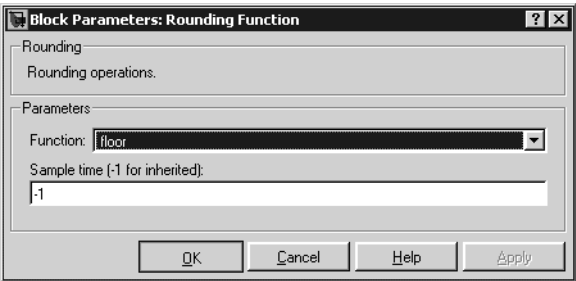 Block Parameters: Rounding Function
Rounding
Rounding operations.
Parameters
Function: floor
Sample time (-1 for inherited):
-1
OK Cancel Help Apply